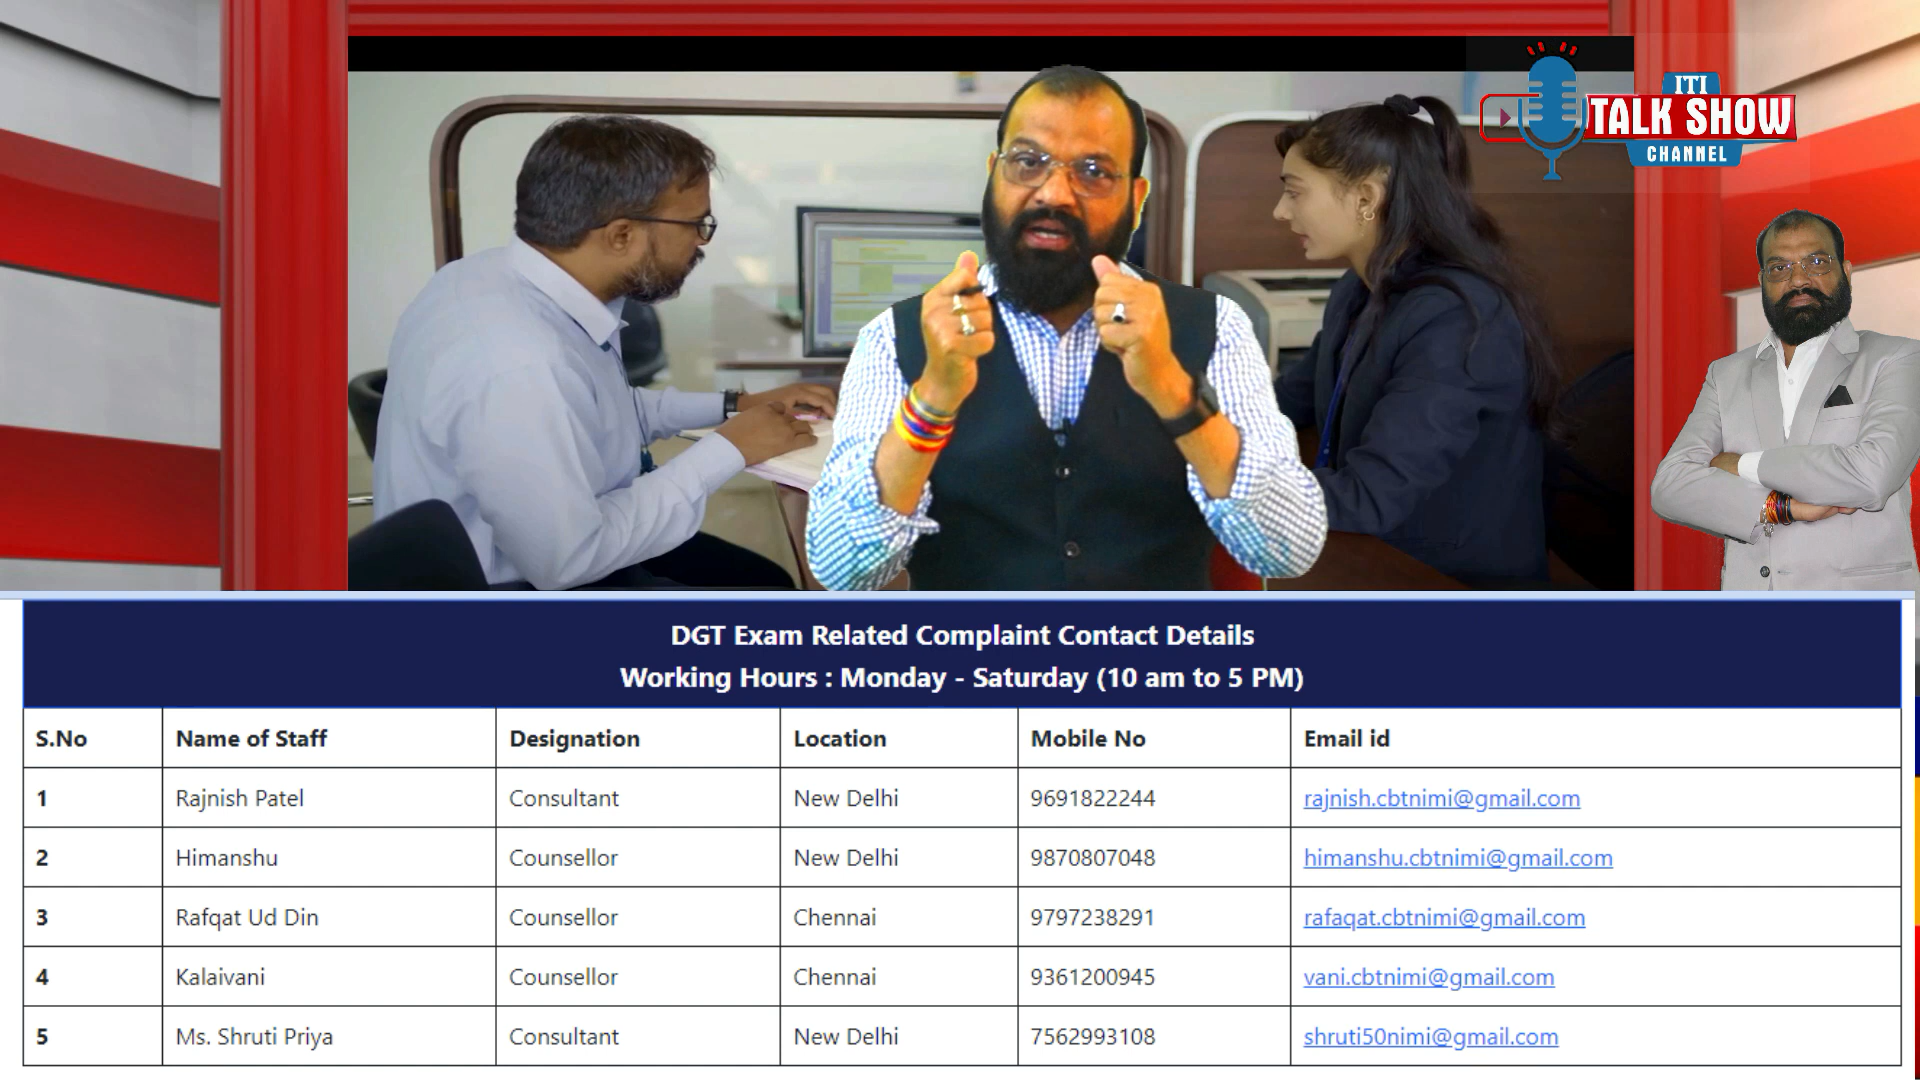 ITI
TALK SHOW
CHANNEL
DGT Exam Related Complaint Contact Details
Working Hours : Monday - Saturday (10 am to 5 PM)
S.No Name of Staff Designation Location Mobile No Email id
1 Rajnish Patel Consultant New Delhi 9691822244 rajnish.cbtnimi@gmail.com
2 Himanshu Counsellor New Delhi 9870807048 himanshu.cbtnimi@gmail.com
3 Rafqat Ud Din Counsellor Chennai 9797238291 rafaqat.cbtnimi@gmail.com
4 Kalaivani Counsellor Chennai 9361200945 vani.cbtnimi@gmail.com
5 Ms. Shruti Priya Consultant New Delhi 7562993108 shruti50nimi@gmail.com